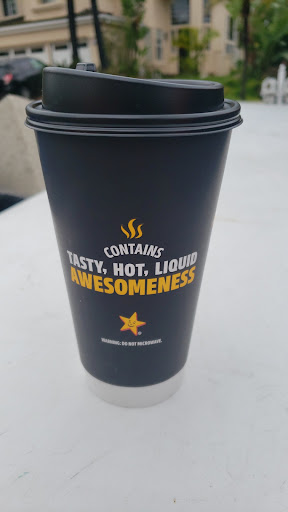 CONTAINS
TASTY, HOT, LIQUID
AWESOMENESS
WARNING: DO NOT MICROWAVE.